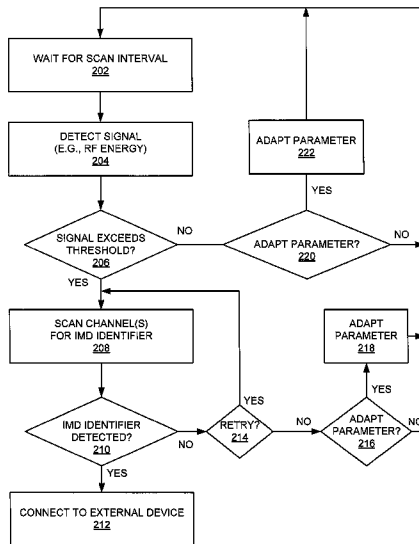 WAIT FOR SCAN INTERVAL
202
DETECT SIGNAL
(E.G., RF ENERGY)
204
ADAPT PARAMETER
222
YES
SIGNAL EXCEEDS
THRESHOLD?
206
NO
ADAPT PARAMETER?
220
NO
YES
SCAN CHANNEL(S)
FOR IMD IDENTIFIER
208
ADAPT
PARAMETER
218
YES
YES
IMD IDENTIFIER
DETECTED?
210
NO
RETRY?
214
NO
ADAPT
PARAMETER?
216
NO
YES
CONNECT TO EXTERNAL DEVICE
212